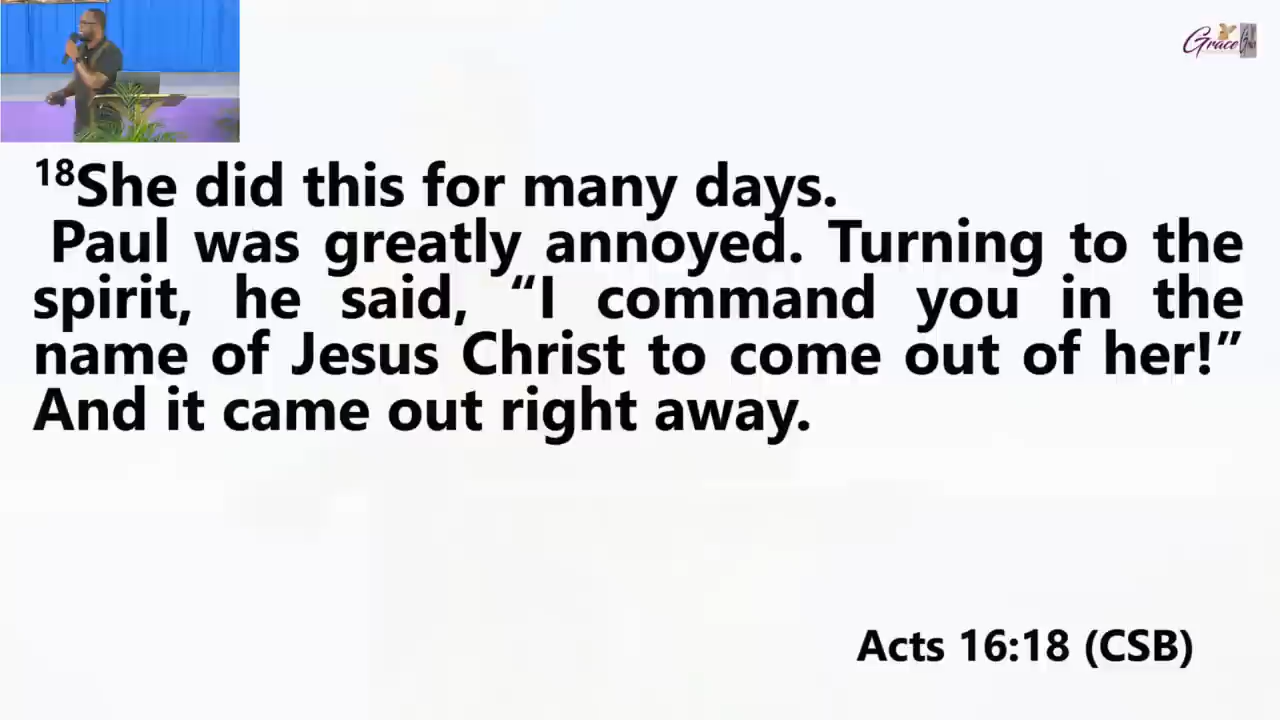 Grace
¹⁸She did this for many days.
Paul was greatly annoyed. Turning to the
spirit, he said, “I command you in the
name of Jesus Christ to come out of her!”
And it came out right away.
Acts 16:18 (CSB)